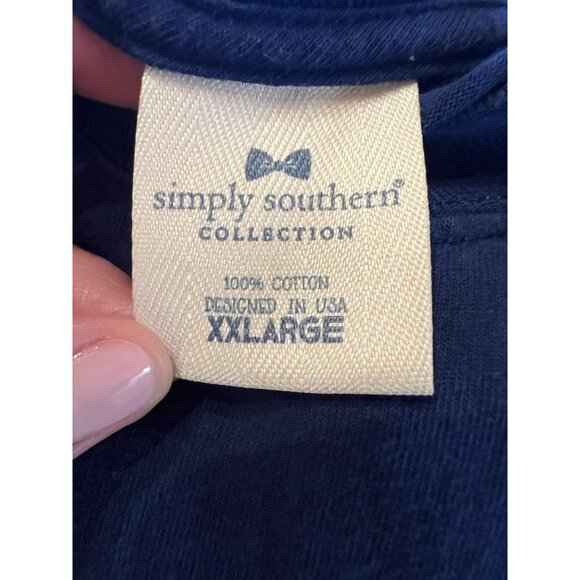 simply southern®
COLLECTION
100% COTTON
DESIGNED IN USA
XXLARGE